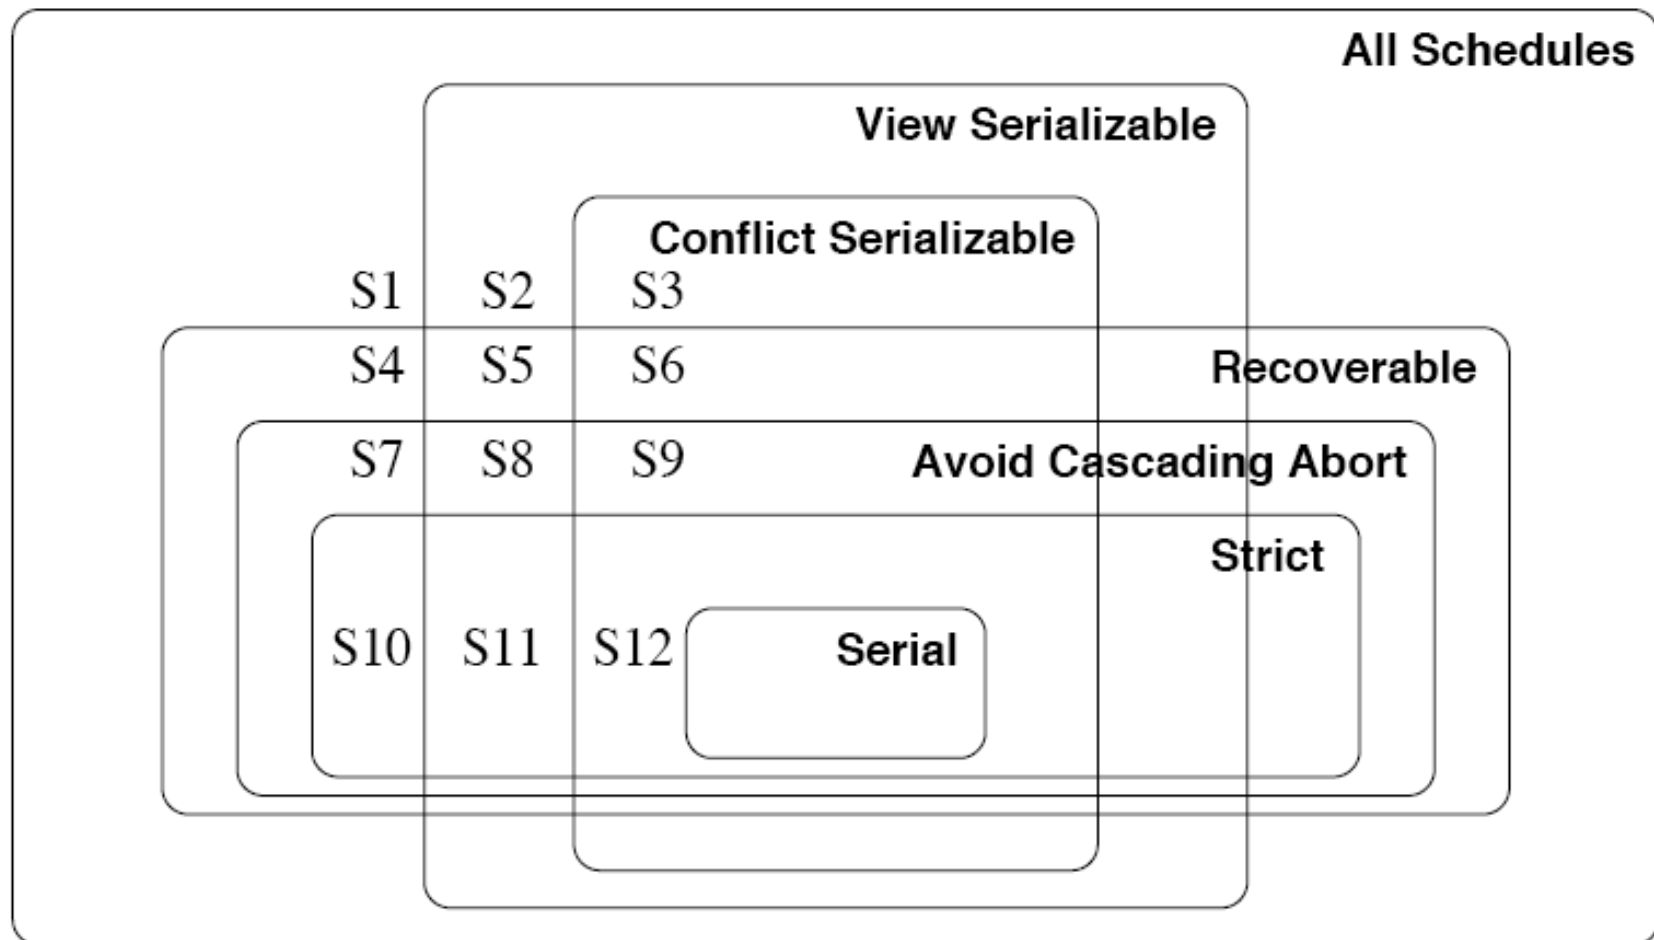 All Schedules
View Serializable
Conflict Serializable
S1 S2 S3
S4 S5 S6 Recoverable
S7 S8 S9 Avoid Cascading Abort
Strict
S10 S11 S12 Serial